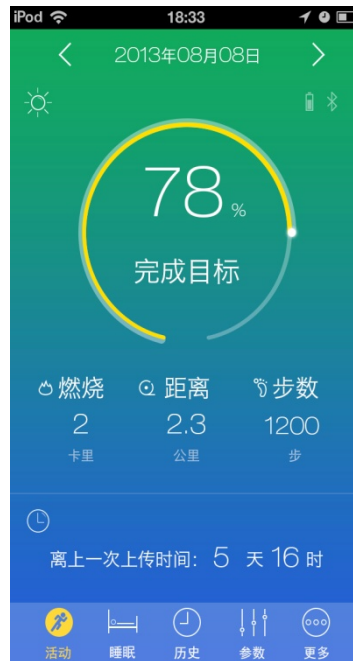 iPod 18:33
2013年08月08日
78%
完成目标
燃烧 距离 步数
2 2.3 1200
卡里 公里 步
离上一次上传时间: 5 天 16 时
活动 睡眠 历史 参数 更多